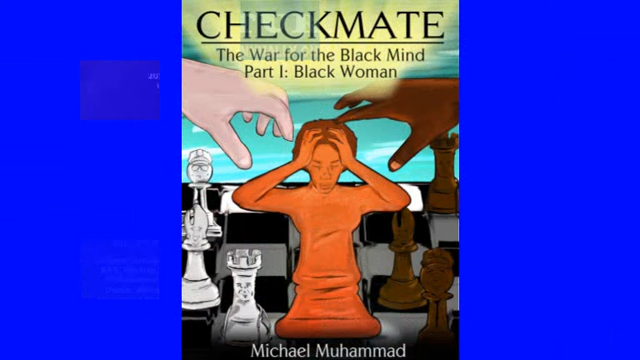 CHECKMATE
The War for the Black Mind
Part I: Black Woman
Michael Muhammad